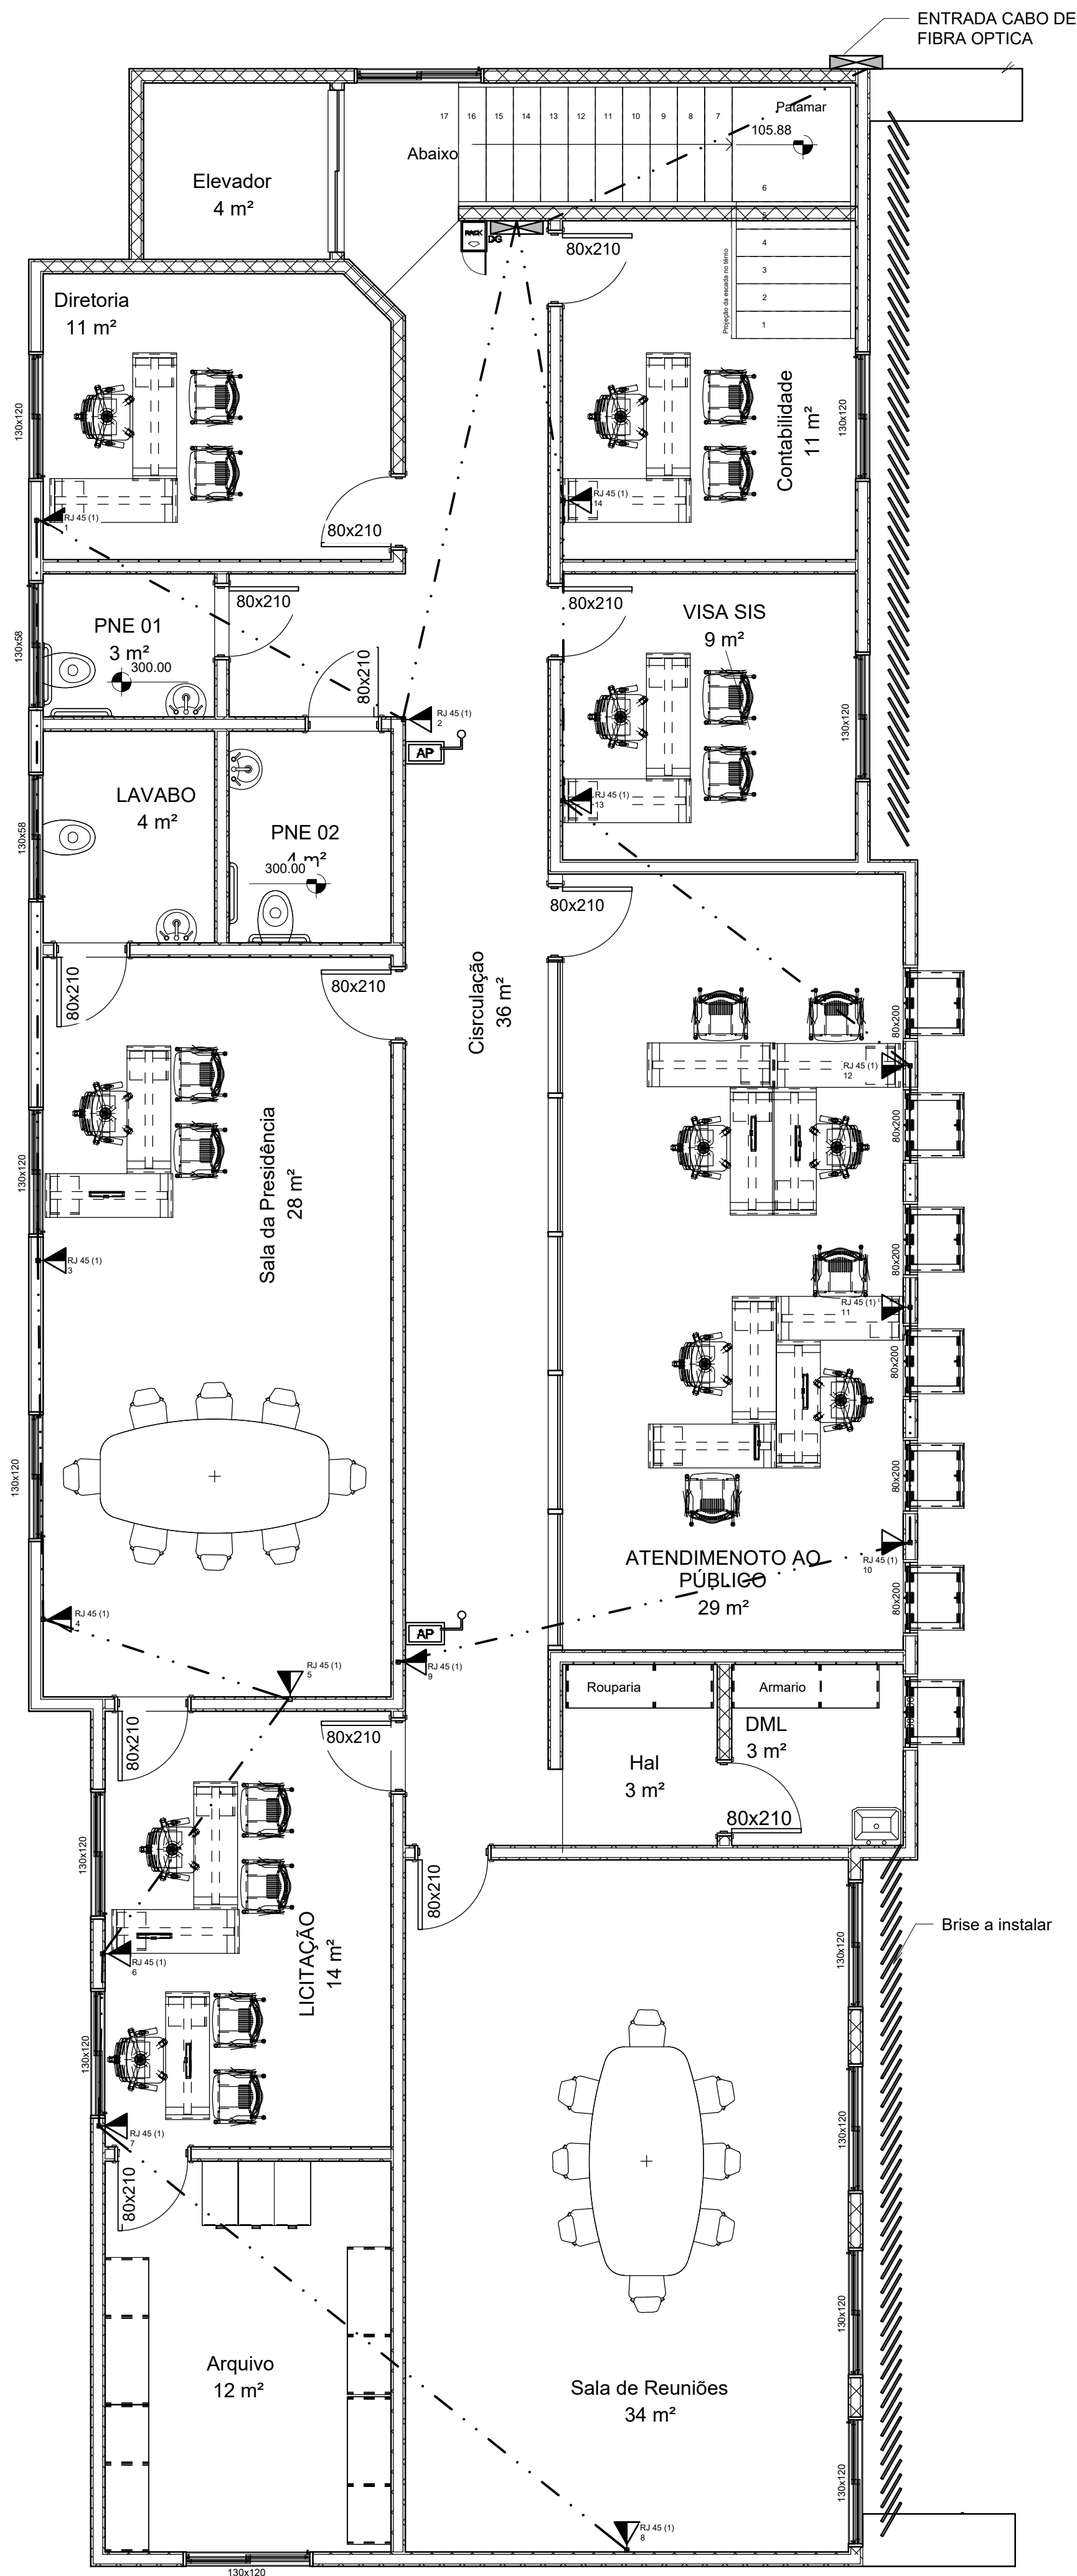 ENTRADA CABO DE
FIBRA OPTICA
17 16 15 14 13 12 11 10 9 8 7
Patamar
105.88
Abaixo
6
5
4
3
2
1
Projeção da escada no térreo
Elevador
4 m²
RACK
DG
80x210
Diretoria
11 m²
130x120
RJ 45 (1)
1
80x210
Contabilidade
11 m²
130x120
RJ 45 (1)
14
80x210
80x210
PNE 01
3 m²
300.00
130x58
80x210
VISA SIS
9 m²
130x120
RJ 45 (1)
2
AP
RJ 45 (1)
13
LAVABO
4 m²
130x58
PNE 02
4 m²
300.00
80x210
80x210
80x210
Cisrculação
36 m²
80x200
RJ 45 (1)
12
80x200
Sala da Presidência
28 m²
130x120
RJ 45 (1)
3
80x200
RJ 45 (1)
11
80x200
130x120
80x200
ATENDIMENOTO AO
PÚBLICO
29 m²
RJ 45 (1)
10
80x200
RJ 45 (1)
4
AP
RJ 45 (1)
5
RJ 45 (1)
9
Rouparia
Armario
DML
3 m²
Hal
3 m²
80x210
80x210
80x210
80x210
130x120
LICITAÇÃO
14 m²
RJ 45 (1)
6
130x120
RJ 45 (1)
7
80x210
Brise a instalar
130x120
130x120
130x120
130x120
Arquivo
12 m²
Sala de Reuniões
34 m²
RJ 45 (1)
8
130x120